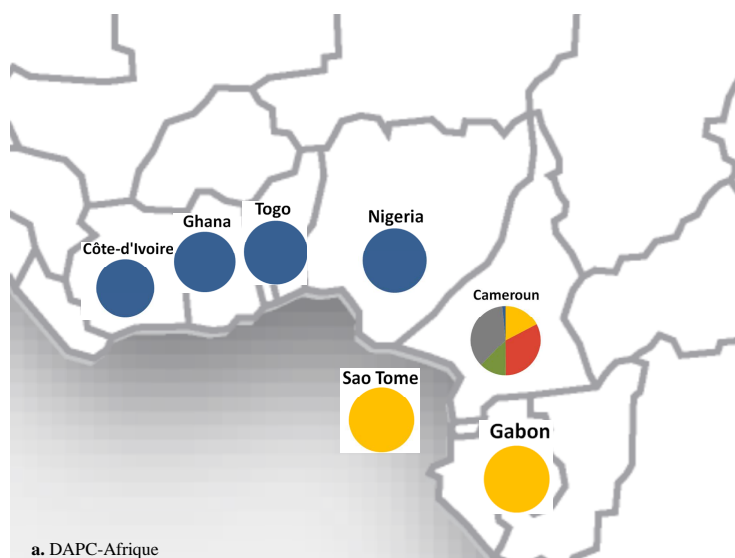 Togo
Ghana
Nigeria
Côte-d'Ivoire
Cameroun
Sao Tome
Gabon
a. DAPC-Afrique